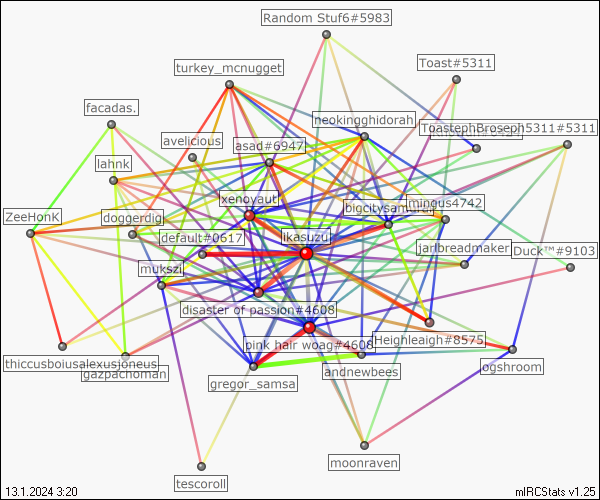 Random Stuf6#5983
Toast#5311
turkey_mcnugget
facadas.
neokingghidorah
ToastephBroseph5311#5311
avelicious
asad#6947
lahnk
xenoyaut
bigcitysamurai
mingus4742
ZeeHonK
doggerdig
default#0617
ikasuzu
jarlbreadmaker
Duck™#9103
mukszi
disaster of passion#4608
pink hair woag#4608
Heighleaigh#8575
thiccusboiusalexusjoneus
gazpachoman
gregor_samsa
andnewbees
ogshroom
moonraven
tescoroll
13.1.2024 3:20
mIRCStats v1.25